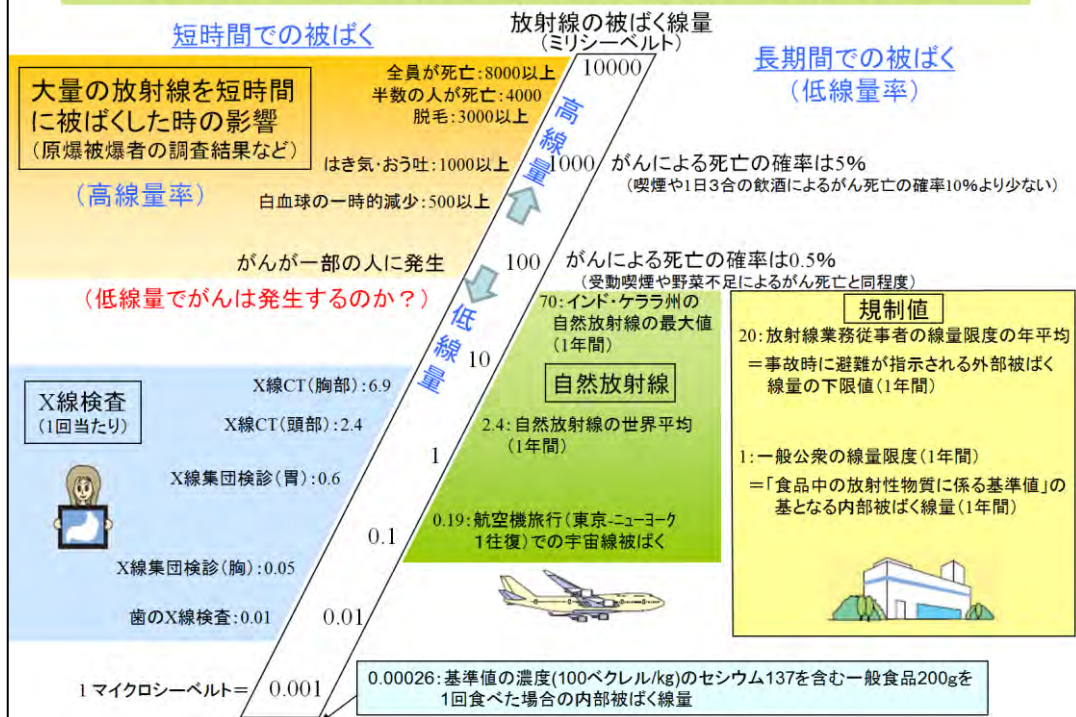 放射線の被ばく線量
(ミリシーベルト)
短時間での被ばく
大量の放射線を短時間
に被ばくした時の影響
(原爆被爆者の調査結果など)
(高線量率)
全員が死亡:8000以上
半数の人が死亡:4000
脱毛:3000以上
はき気・おう吐:1000以上
白血球の一時的減少:500以上
がんが一部の人に発生
(低線量でがんは発生するのか?)
X線検査
(1回当たり)
X線CT(胸部):6.9
X線CT(頭部):2.4
X線集団検診(胃):0.6
X線集団検診(胸):0.05
歯のX線検査:0.01
1 マイクロシーベルト=
10000
高線量
1000
100
低線量
10
1
0.1
0.01
0.001
長期間での被ばく
(低線量率)
がんによる死亡の確率は5%
(喫煙や1日3合の飲酒によるがん死亡の確率10%より少ない)
がんによる死亡の確率は0.5%
(受動喫煙や野菜不足によるがん死亡と同程度)
70:インド・ケララ州の
自然放射線の最大値
(1年間)
自然放射線
2.4:自然放射線の世界平均
(1年間)
0.19:航空機旅行(東京-ニューヨーク
1往復)での宇宙線被ばく
規制値
20:放射線業務従事者の線量限度の年平均
=事故時に避難が指示される外部被ばく
線量の下限値(1年間)
1:一般公衆の線量限度(1年間)
=「食品中の放射性物質に係る基準値」の
基となる内部被ばく線量(1年間)
0.00026:基準値の濃度(100ベクレル/kg)のセシウム137を含む一般食品200gを
1回食べた場合の内部被ばく線量